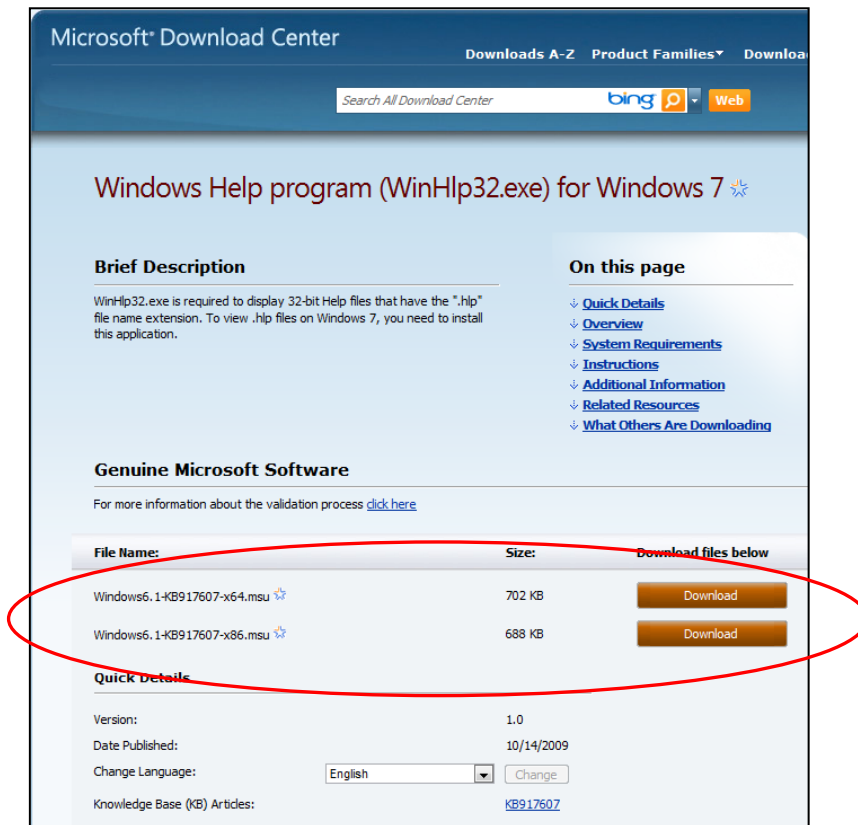 Microsoft® Download Center
Downloads A-Z Product Families Downloa
Search All Download Center bing Web
Windows Help program (WinHlp32.exe) for Windows 7
Brief Description
WinHlp32.exe is required to display 32-bit Help files that have the ".hlp"
file name extension. To view .hlp files on Windows 7, you need to install
this application.
On this page
Quick Details
Overview
System Requirements
Instructions
Additional Information
Related Resources
What Others Are Downloading
Genuine Microsoft Software
For more information about the validation process click here
File Name: Size: Download files below
Windows6.1-KB917607-x64.msu 702 KB Download
Windows6.1-KB917607-x86.msu 688 KB Download
Quick Details
Version: 1.0
Date Published: 10/14/2009
Change Language: English Change
Knowledge Base (KB) Articles: KB917607